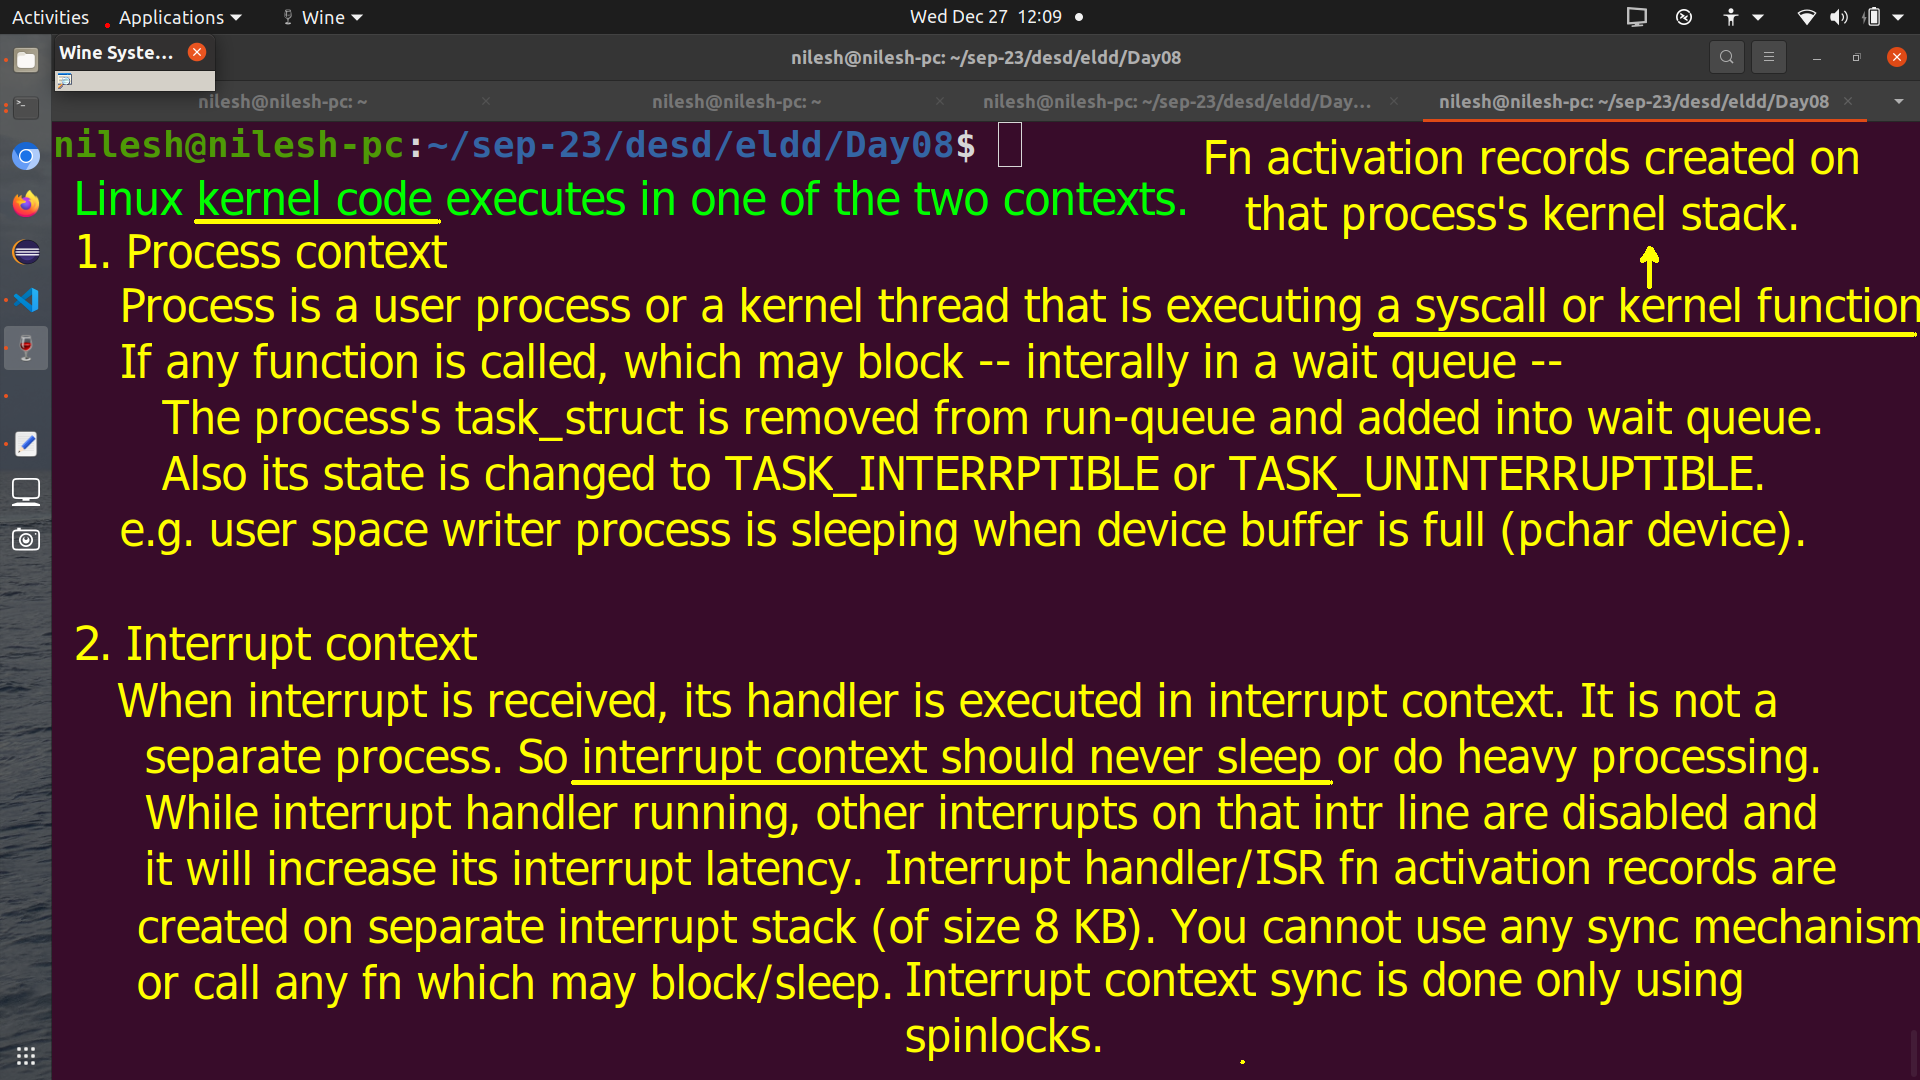 Activities Applications Wine Wed Dec 27 12:09
Wine Syste...
nilesh@nilesh-pc: ~/sep-23/desd/eldd/Day08
nilesh@nilesh-pc: ~ nilesh@nilesh-pc: ~ nilesh@nilesh-pc: ~/sep-23/desd/eldd/Day... nilesh@nilesh-pc: ~/sep-23/desd/eldd/Day08
nilesh@nilesh-pc:~/sep-23/desd/eldd/Day08$
Fn activation records created on
that process's kernel stack.
Linux kernel code executes in one of the two contexts.
1. Process context
Process is a user process or a kernel thread that is executing a syscall or kernel function
If any function is called, which may block -- interally in a wait queue --
The process's task_struct is removed from run-queue and added into wait queue.
Also its state is changed to TASK_INTERRPTIBLE or TASK_UNINTERRUPTIBLE.
e.g. user space writer process is sleeping when device buffer is full (pchar device).
2. Interrupt context
When interrupt is received, its handler is executed in interrupt context. It is not a
separate process. So interrupt context should never sleep or do heavy processing.
While interrupt handler running, other interrupts on that intr line are disabled and
it will increase its interrupt latency. Interrupt handler/ISR fn activation records are
created on separate interrupt stack (of size 8 KB). You cannot use any sync mechanism
or call any fn which may block/sleep. Interrupt context sync is done only using
spinlocks.